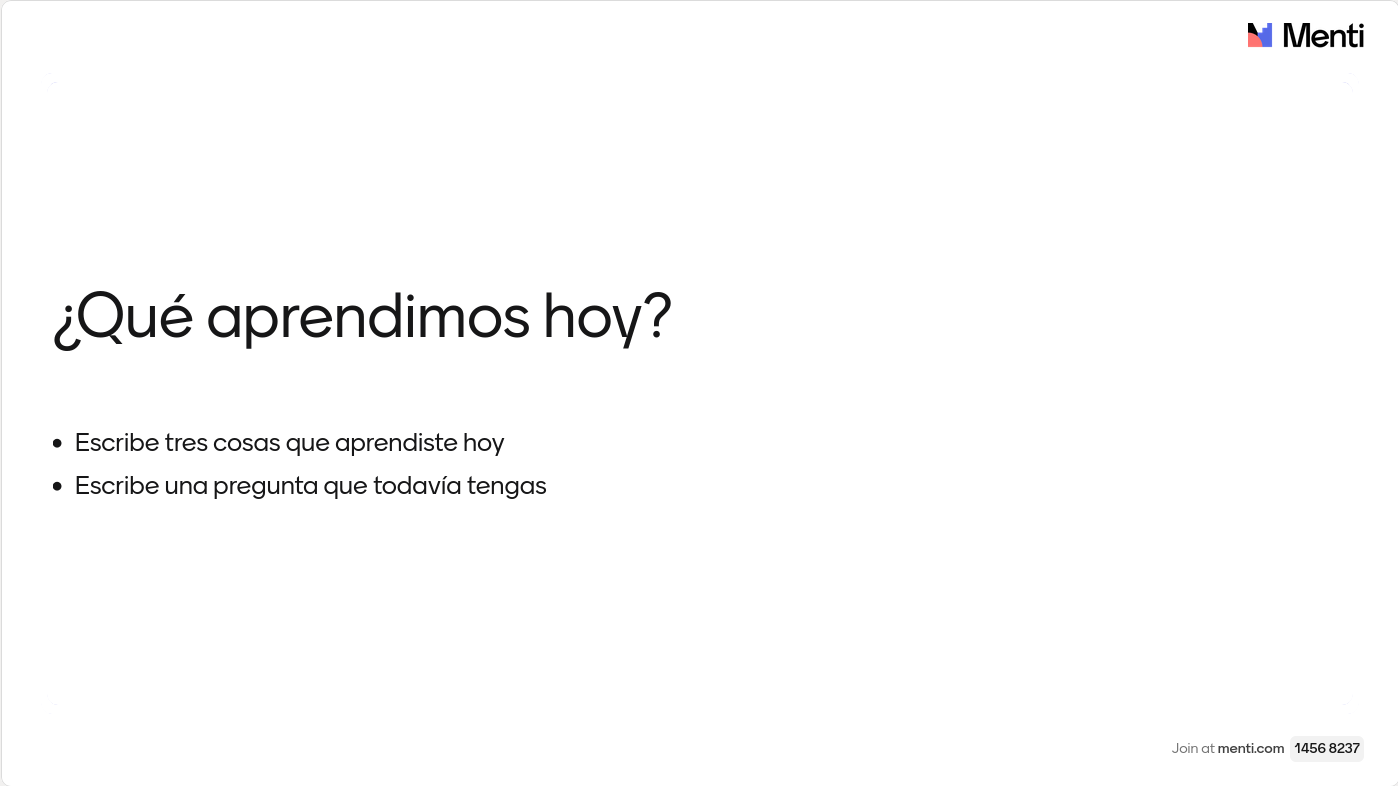 Menti
¿Qué aprendimos hoy?
• Escribe tres cosas que aprendiste hoy
• Escribe una pregunta que todavía tengas
Join at menti.com 1456 8237